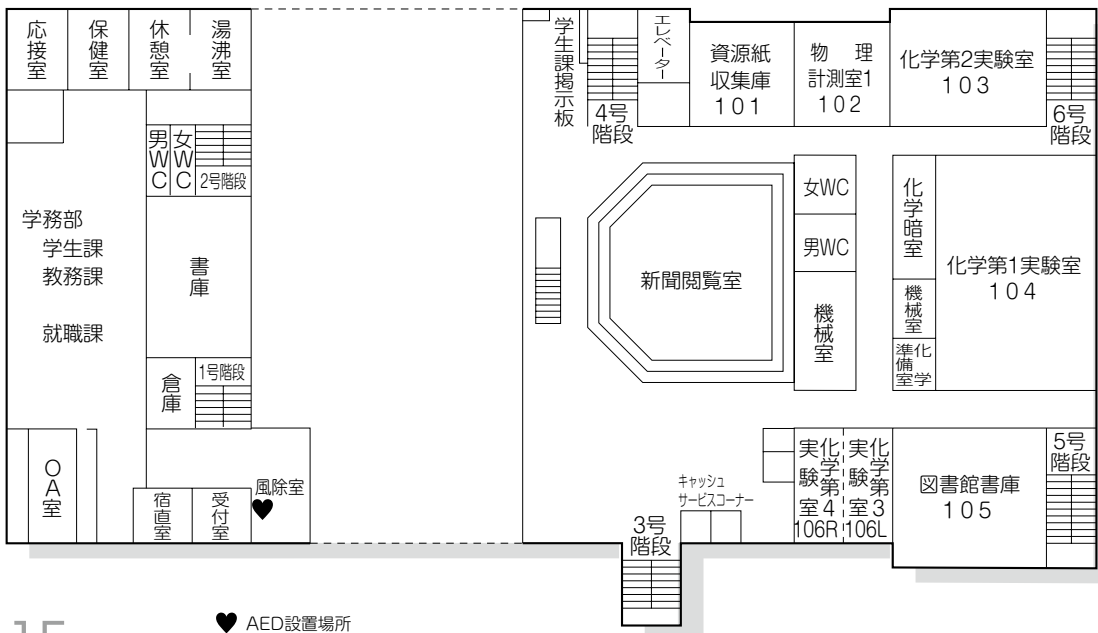 応接室
保健室
休憩室
湯沸室
学生課掲示板
エレベーター
4号
階段
資源紙
収集庫
101
物　理
計測室1
102
化学第2実験室
103
6号
階段
男WC
女WC
2号階段
学務部
学生課
教務課
就職課
書庫
倉庫
1号階段
新聞閲覧室
女WC
男WC
機械室
化学暗室
機械室
化学
準備室
化学第1実験室
104
OA室
宿直室
受付室
風除室
3号
階段
キャッシュ
サービスコーナー
化学第4
実験室
106R
化学第3
実験室
106L
図書館書庫
105
5号
階段
♥ AED設置場所